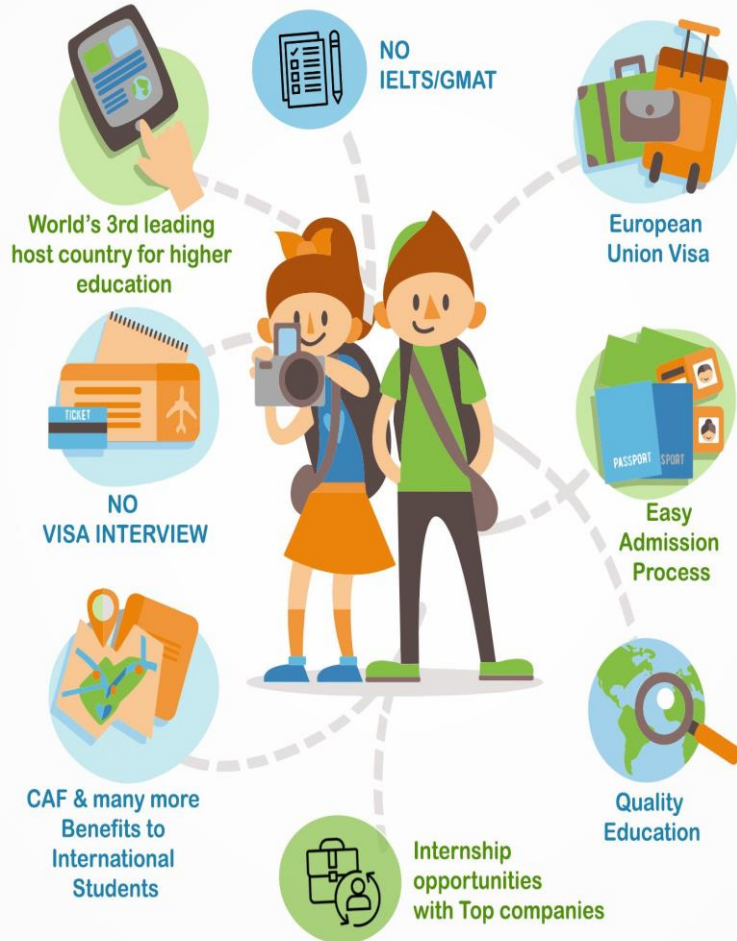 NO
IELTS/GMAT
World's 3rd leading
host country for higher
education
European
Union Visa
TICKET
NO
VISA INTERVIEW
PASSPORT
SPORT
Easy
Admission
Process
CAF & many more
Benefits to
International
Students
Quality
Education
Internship
opportunities
with Top companies